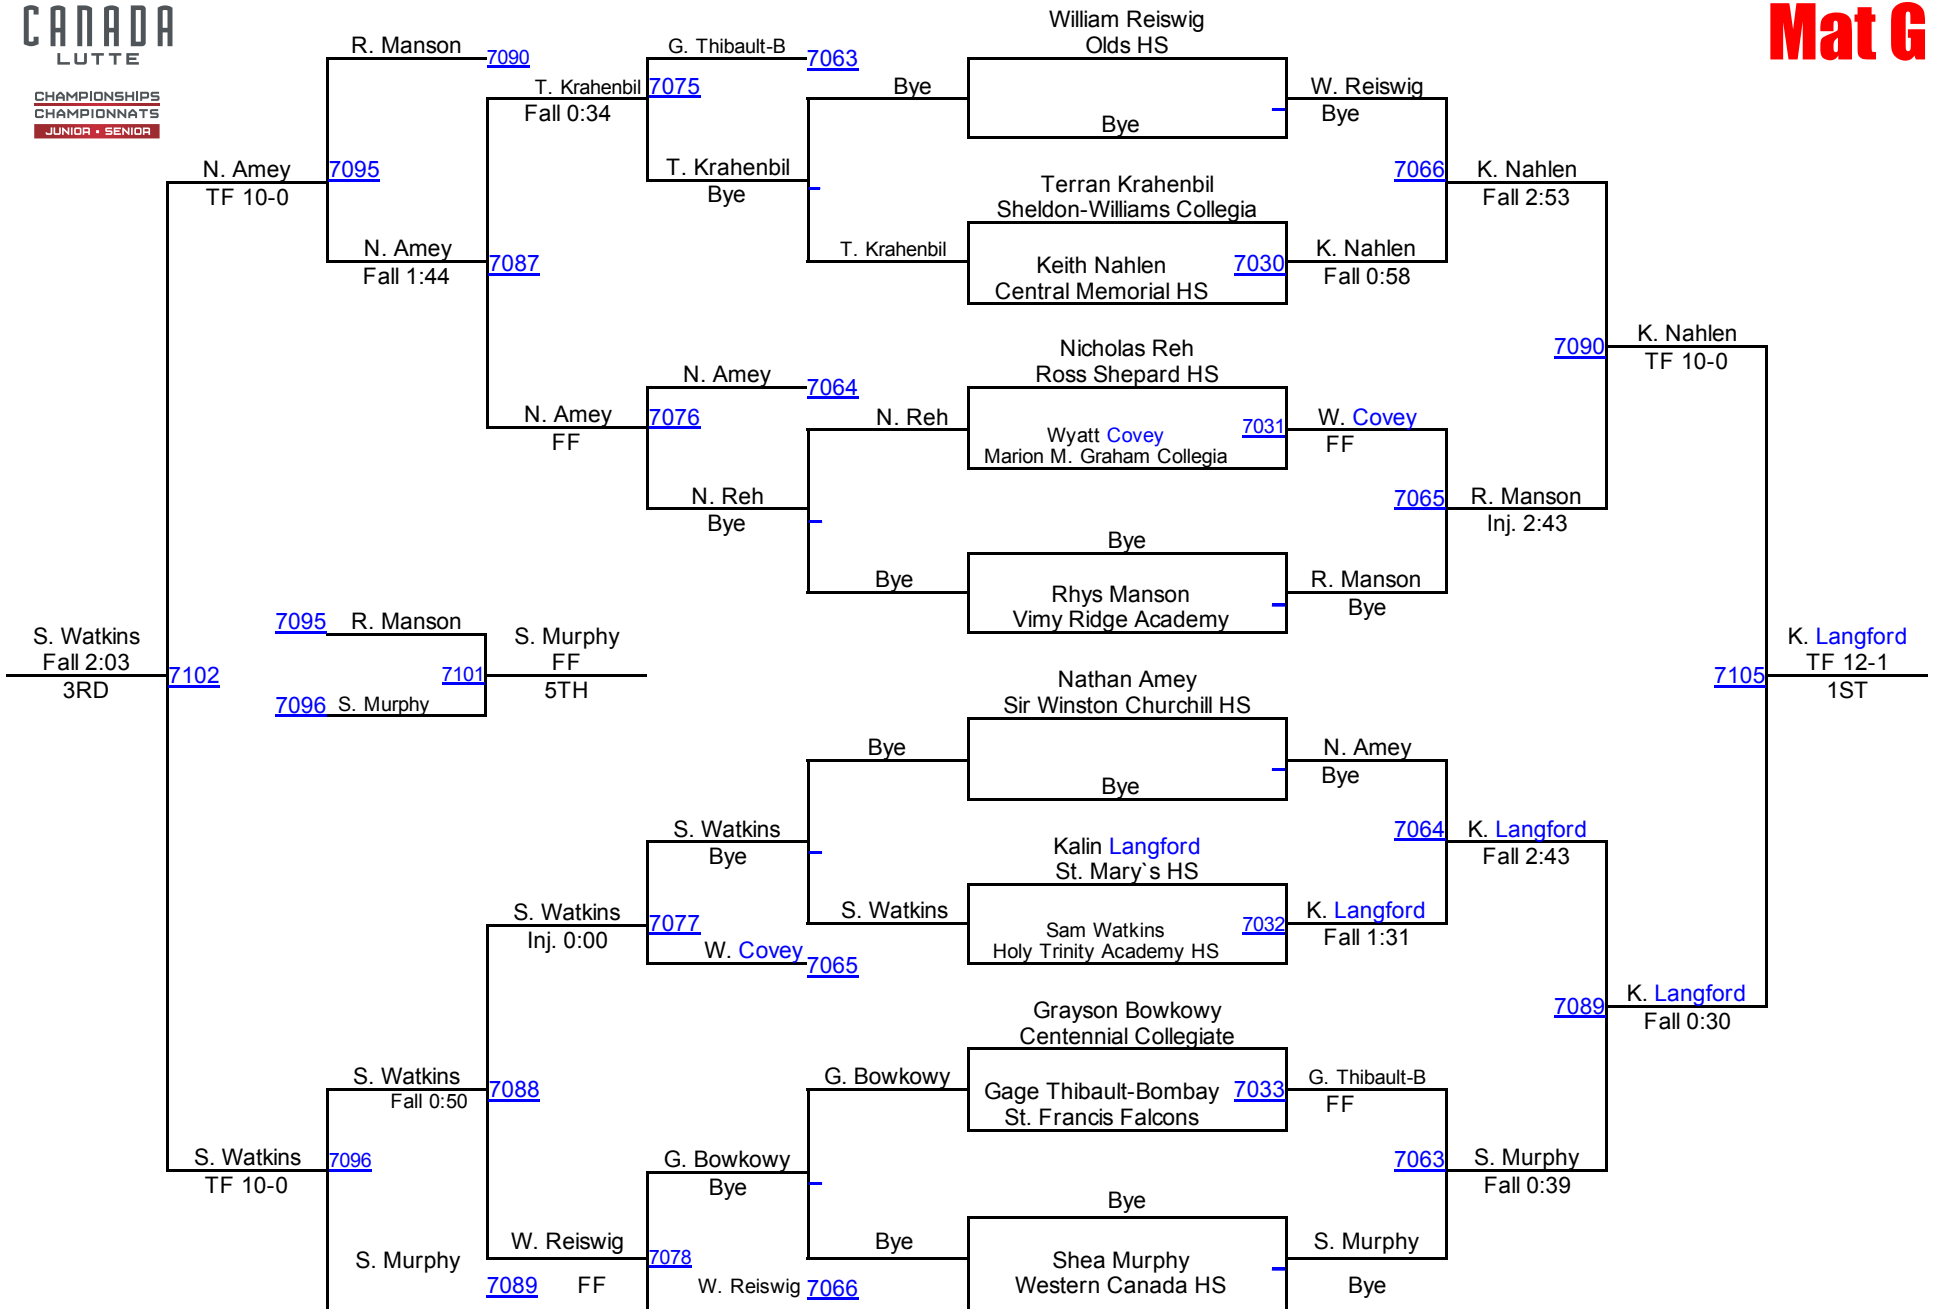 CANADA
LUTTE
CHAMPIONSHIPS
CHAMPIONNATS
JUNIOR • SENIOR
Mat G
William Reiswig
Olds HS
R. Manson 7090
G. Thibault-B 7063
T. Krahenbil 7075
Fall 0:34
Bye
W. Reiswig
Bye
Bye
N. Amey 7095
TF 10-0
T. Krahenbil
Bye
Terran Krahenbil
Sheldon-Williams Collegia
7066 K. Nahlen
Fall 2:53
N. Amey
Fall 1:44
7087
T. Krahenbil
Keith Nahlen 7030
Central Memorial HS
K. Nahlen
Fall 0:58
Nicholas Reh
Ross Shepard HS
7090 K. Nahlen
TF 10-0
N. Amey 7064
N. Amey 7076
FF
N. Reh
Wyatt Covey 7031
Marion M. Graham Collegia
W. Covey
FF
N. Reh
Bye
7065 R. Manson
Inj. 2:43
Bye
Bye
Rhys Manson
Vimy Ridge Academy
R. Manson
Bye
S. Watkins
Fall 2:03
3RD
7102
7095 R. Manson
7101
7096 S. Murphy
S. Murphy
FF
5TH
K. Langford
7105 TF 12-1
1ST
Nathan Amey
Sir Winston Churchill HS
Bye
Bye
N. Amey
Bye
S. Watkins
Bye
Kalin Langford
St. Mary`s HS
7064 K. Langford
Fall 2:43
S. Watkins
Inj. 0:00
7077
W. Covey 7065
S. Watkins
Sam Watkins 7032
Holy Trinity Academy HS
K. Langford
Fall 1:31
Grayson Bowkowy
Centennial Collegiate
7089 K. Langford
Fall 0:30
S. Watkins
Fall 0:50
7088
G. Bowkowy
Gage Thibault-Bombay 7033
St. Francis Falcons
G. Thibault-B
FF
S. Watkins 7096
TF 10-0
G. Bowkowy
Bye
7063 S. Murphy
Fall 0:39
Bye
S. Murphy
7089
W. Reiswig 7078
FF
W. Reiswig 7066
Bye
Shea Murphy
Western Canada HS
S. Murphy
Bye